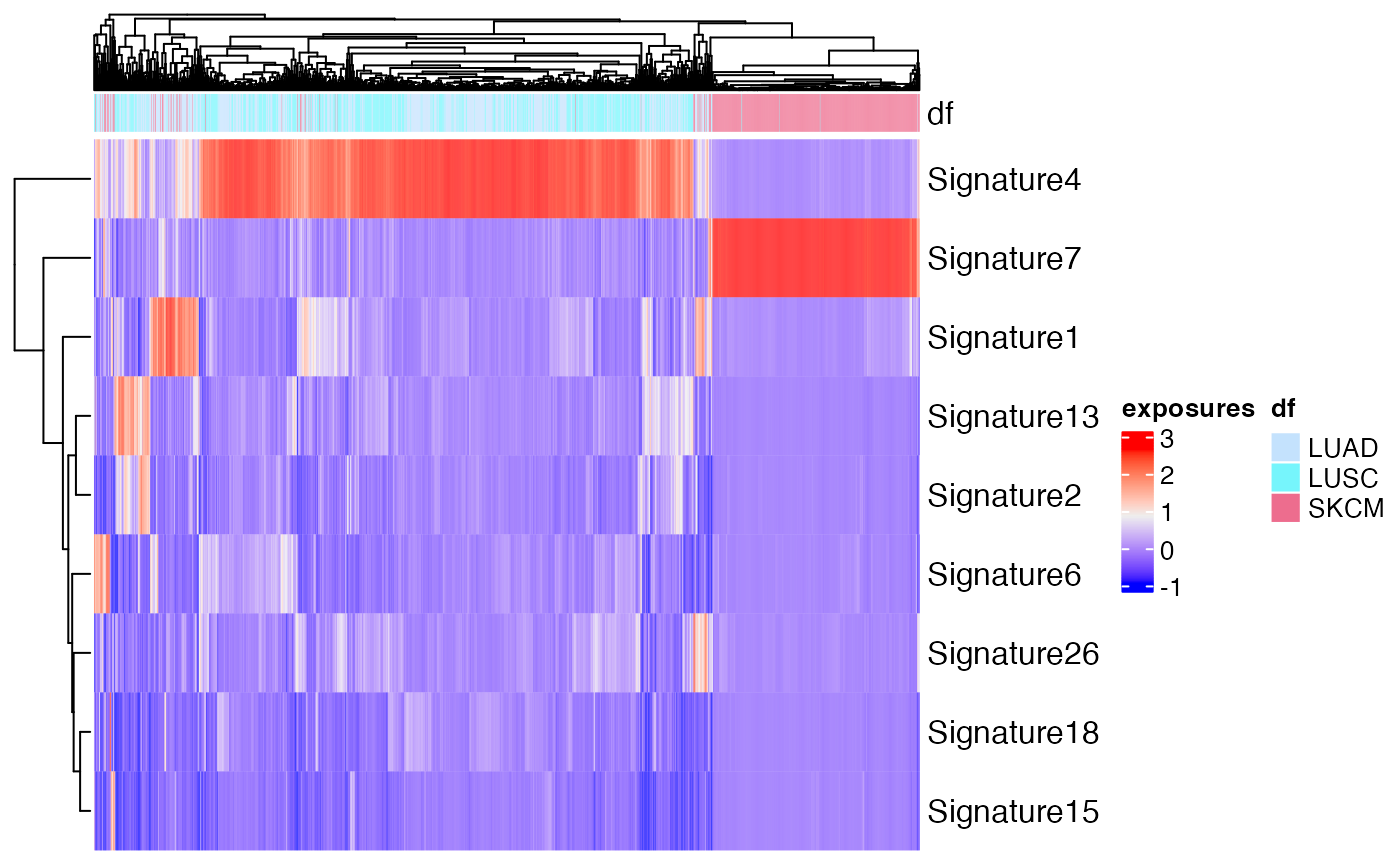 df
Signature4
Signature7
Signature1
Signature13
Signature2
Signature6
Signature26
Signature18
Signature15
exposures
3
2
1
0
-1
df
LUAD
LUSC
SKCM